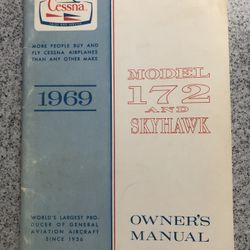 Cessna
MORE PEOPLE BUY AND
FLY CESSNA AIRPLANES
THAN ANY OTHER MAKE
1969
MODEL
172
AND
SKYHAWK
WORLD'S LARGEST PRO-
DUCER OF GENERAL
AVIATION AIRCRAFT
SINCE 1956
OWNER'S
MANUAL